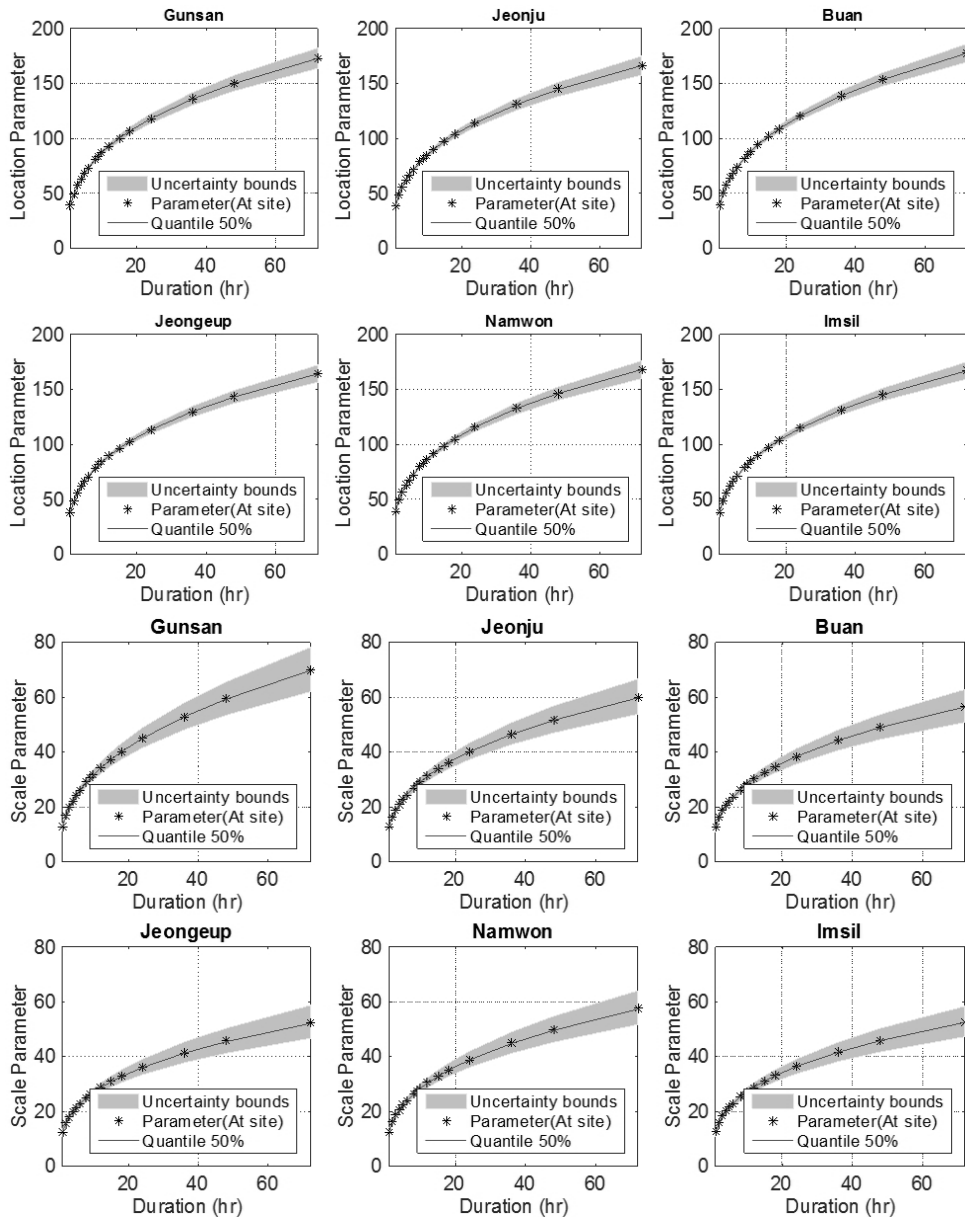 Gunsan
Jeonju
Buan
200
150
100
50
0
Location Parameter
Uncertainty bounds
Parameter(At site)
Quantile 50%
20 40 60
Duration (hr)
200
150
100
50
0
Location Parameter
Uncertainty bounds
Parameter(At site)
Quantile 50%
20 40 60
Duration (hr)
200
150
100
50
0
Location Parameter
Uncertainty bounds
Parameter(At site)
Quantile 50%
20 40 60
Duration (hr)
Jeongeup
Namwon
Imsil
200
150
100
50
0
Location Parameter
Uncertainty bounds
Parameter(At site)
Quantile 50%
20 40 60
Duration (hr)
200
150
100
50
0
Location Parameter
Uncertainty bounds
Parameter(At site)
Quantile 50%
20 40 60
Duration (hr)
200
150
100
50
0
Location Parameter
Uncertainty bounds
Parameter(At site)
Quantile 50%
20 40 60
Duration (hr)
Gunsan
Jeonju
Buan
80
60
40
20
0
Scale Parameter
Uncertainty bounds
Parameter(At site)
Quantile 50%
20 40 60
Duration (hr)
80
60
40
20
0
Scale Parameter
Uncertainty bounds
Parameter(At site)
Quantile 50%
20 40 60
Duration (hr)
80
60
40
20
0
Scale Parameter
Uncertainty bounds
Parameter(At site)
Quantile 50%
20 40 60
Duration (hr)
Jeongeup
Namwon
Imsil
80
60
40
20
0
Scale Parameter
Uncertainty bounds
Parameter(At site)
Quantile 50%
20 40 60
Duration (hr)
80
60
40
20
0
Scale Parameter
Uncertainty bounds
Parameter(At site)
Quantile 50%
20 40 60
Duration (hr)
80
60
40
20
0
Scale Parameter
Uncertainty bounds
Parameter(At site)
Quantile 50%
20 40 60
Duration (hr)